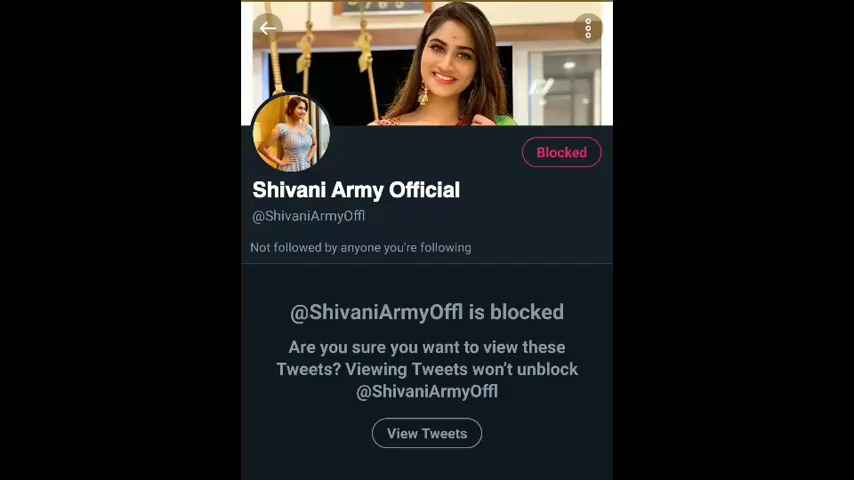 Blocked
Shivani Army Official
@ShivaniArmyOffl
Not followed by anyone you're following
@ShivaniArmyOffl is blocked
Are you sure you want to view these
Tweets? Viewing Tweets won't unblock
@ShivaniArmyOffl
View Tweets